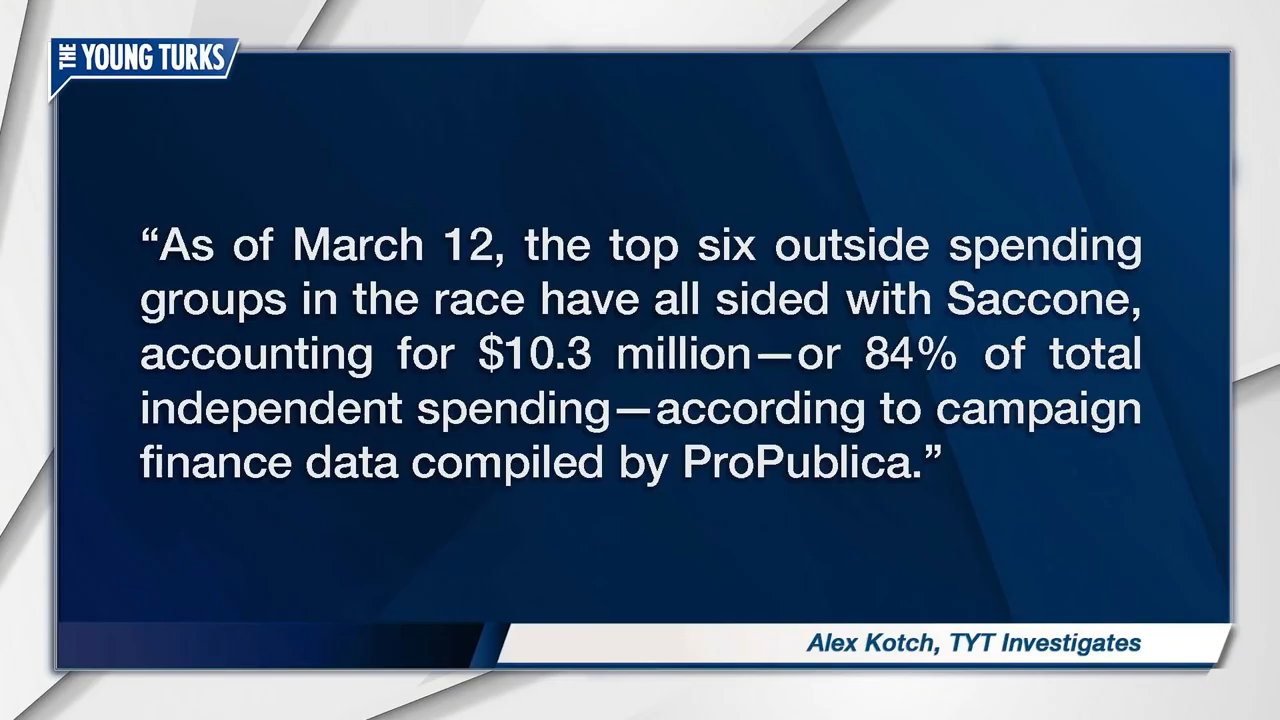 THE YOUNG TURKS
“As of March 12, the top six outside spending
groups in the race have all sided with Saccone,
accounting for $10.3 million—or 84% of total
independent spending—according to campaign
finance data compiled by ProPublica.”
Alex Kotch, TYT Investigates